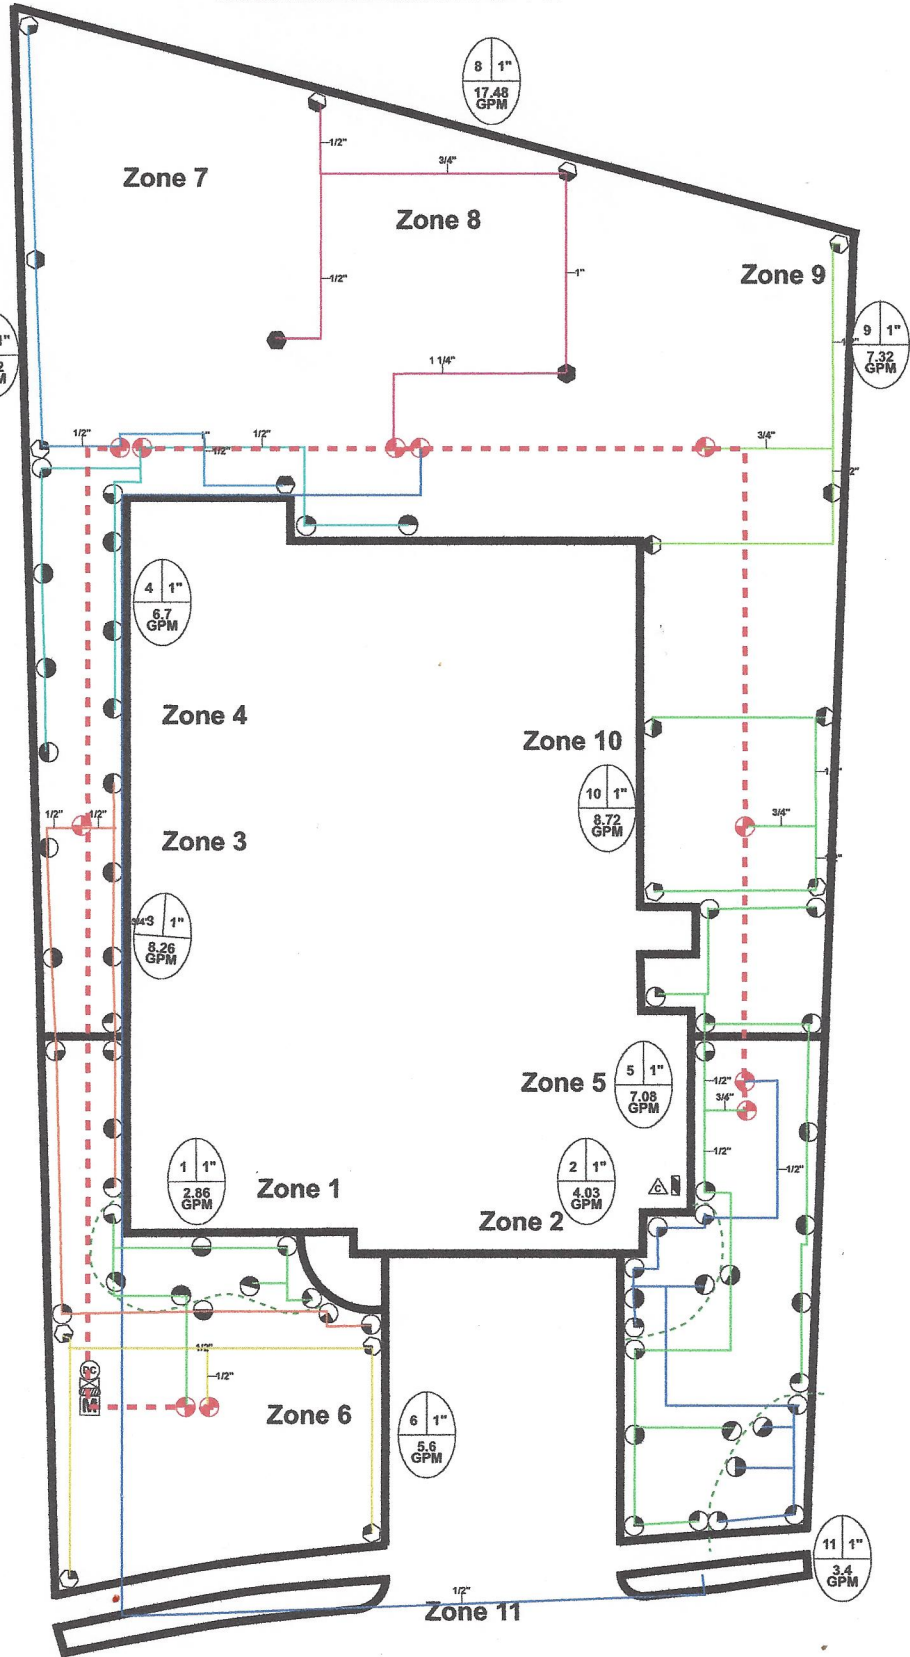 8 1"
17.48
GPM
1/2"
3/4"
Zone 7
Zone 8
Zone 9
1/2"
1"
9 1"
7.32
GPM
1 1/4"
1/2"
1/2"
1/2"
3/4"
4 1"
6.7
GPM
Zone 4
Zone 10
10 1"
8.72
GPM
1/2"
1/2"
3/4"
Zone 3
3/4"
3 1"
8.26
GPM
Zone 5
5 1"
7.08
GPM
1/2"
3/4"
1/2"
1/2"
1 1"
2.86
GPM
Zone 1
2 1"
4.03
GPM
C
Zone 2
1/2"
DC
1/2"
M
Zone 6
6 1"
5.6
GPM
11 1"
3.4
GPM
1/2"
Zone 11